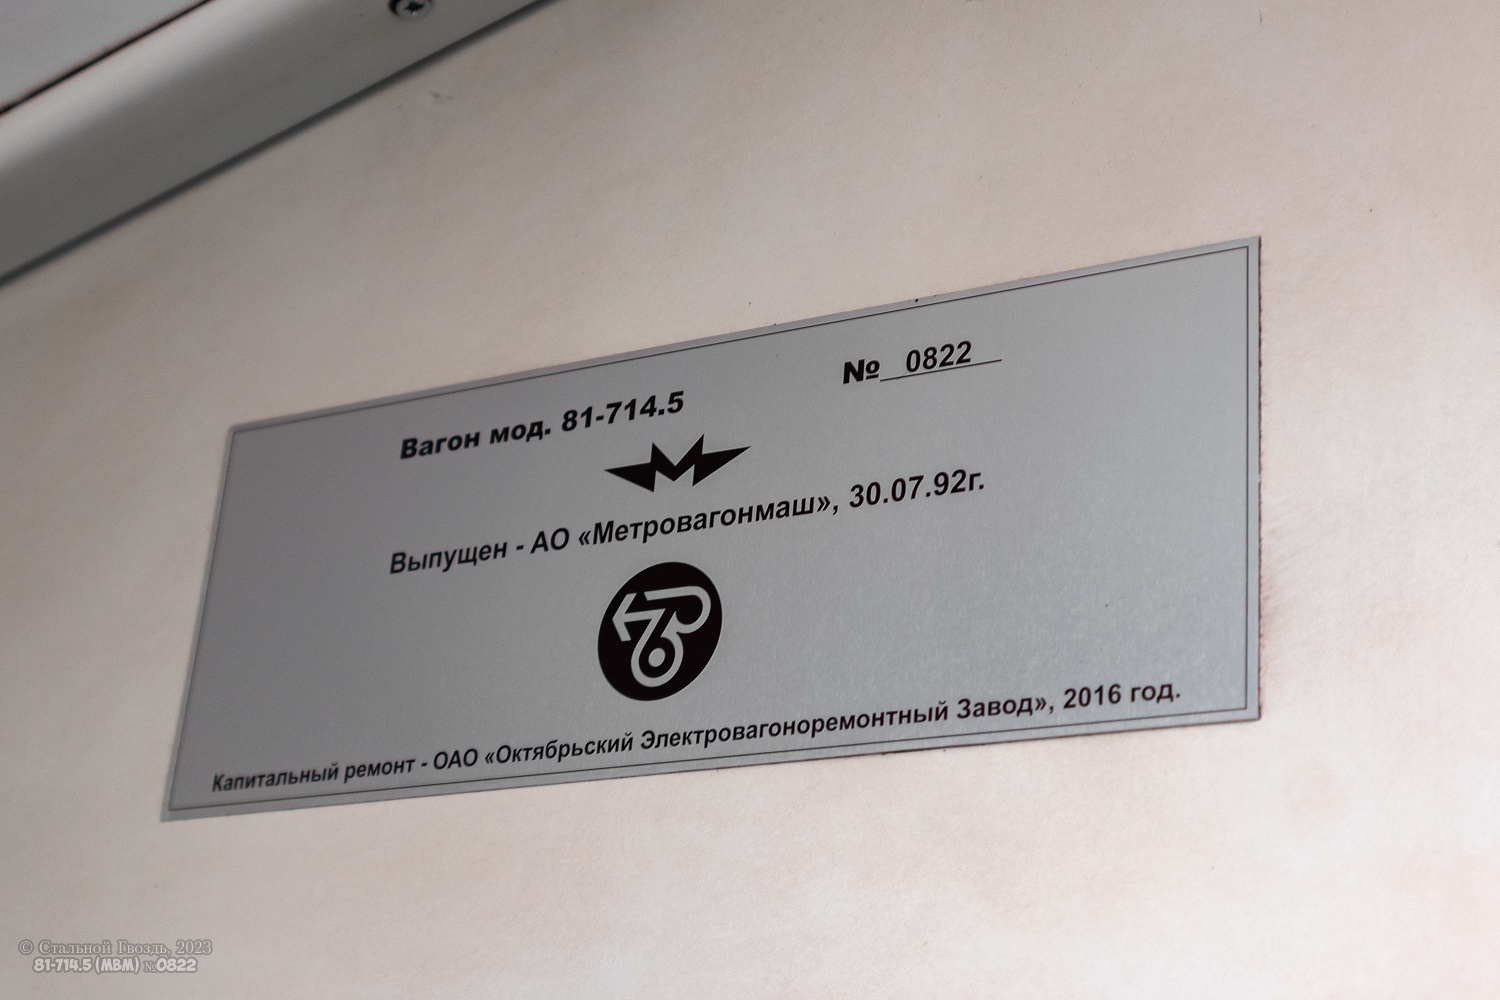 Вагон мод. 81-714.5 № 0822
Выпущен - АО «Метровагонмаш», 30.07.92г.
Капитальный ремонт - ОАО «Октябрьский Электровагоноремонтный Завод», 2016 год.
© Стальной Гвоздь, 2023
81-714.5 (МВМ) №0822